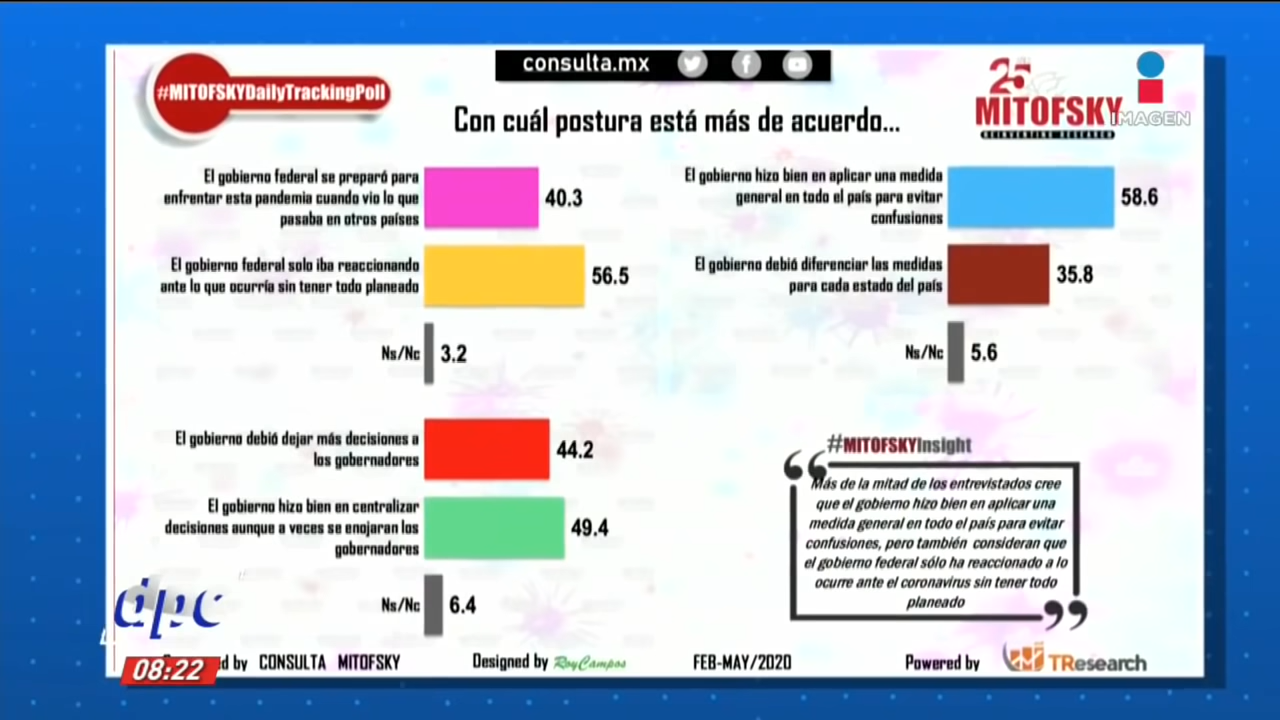 consulta.mx
#MITOFSKYDailyTrackingPoll
25
MITOFSKY
REINVENTING RESEARCH
IMAGEN
Con cuál postura está más de acuerdo...
El gobierno federal se preparó para
enfrentar esta pandemia cuando vio lo que
pasaba en otros países
40.3
El gobierno federal solo iba reaccionando
ante lo que ocurría sin tener todo planeado
56.5
Ns/Nc
3.2
El gobierno hizo bien en aplicar una medida
general en todo el país para evitar
confusiones
58.6
El gobierno debió diferenciar las medidas
para cada estado del país
35.8
Ns/Nc
5.6
El gobierno debió dejar más decisiones a
los gobernadores
44.2
El gobierno hizo bien en centralizar
decisiones aunque a veces se enojaran los
gobernadores
49.4
Ns/Nc
6.4
#MITOFSKYInsight
Más de la mitad de los entrevistados cree
que el gobierno hizo bien en aplicar una
medida general en todo el país para evitar
confusiones, pero también consideran que
el gobierno federal sólo ha reaccionado a lo
ocurre ante el coronavirus sin tener todo
planeado
dpc
08:22
by CONSULTA MITOFSKY
Designed by RoyCampos
FEB-MAY/2020
Powered by TResearch